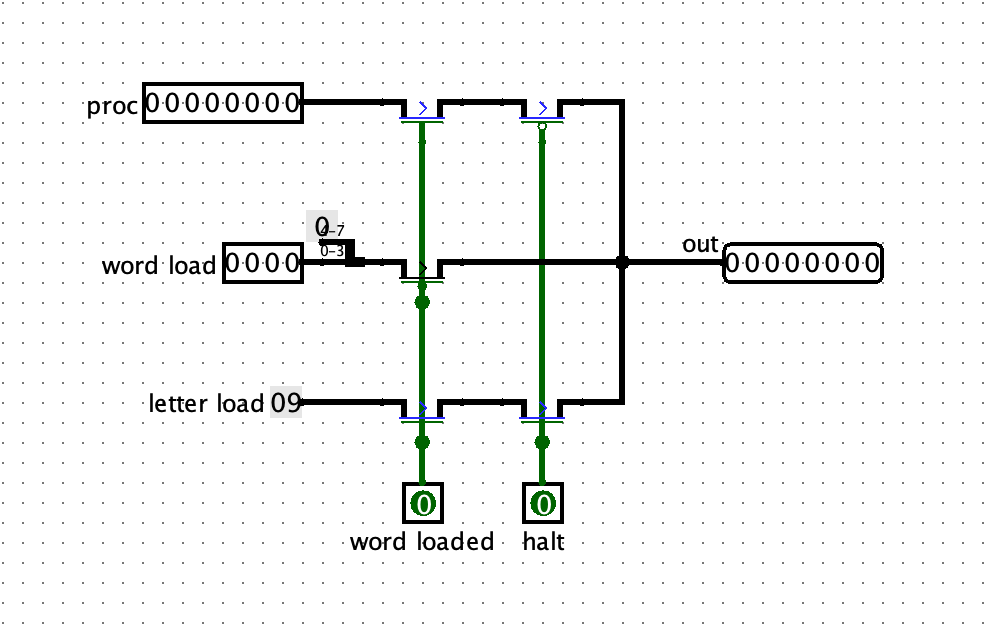 proc 00000000
0
4-7
0-3
out
word load 0000
00000000
letter load 09
0 0
word loaded halt